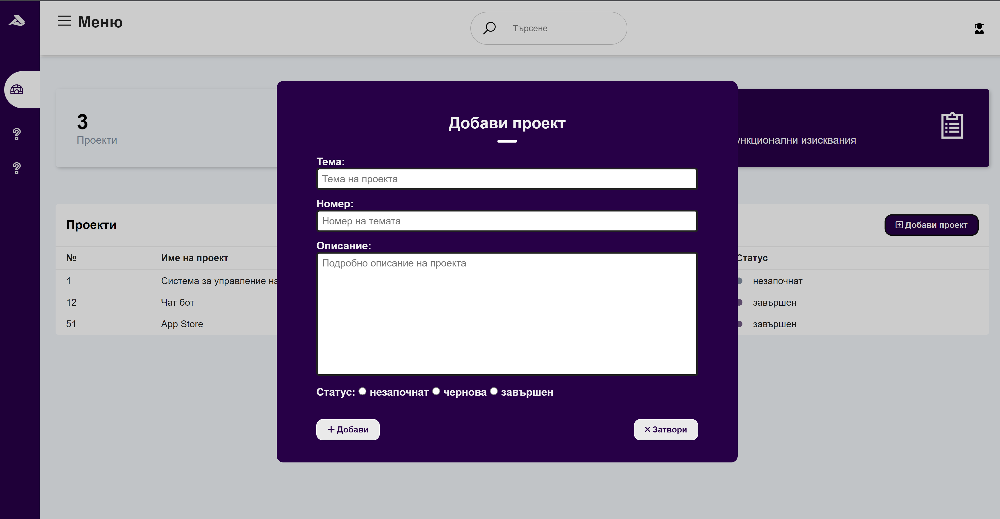 Меню
Търсене
3
Проекти
изисквания
Добави проект
Тема:
Тема на проекта
Номер:
Номер на темата
Описание:
Подробно описание на проекта
Статус: незапочнат чернова завършен
Добави
Затвори
Проекти
Добави проект
№ Име на проект Статус
1 Система за управление незапочнат
12 Чат бот завършен
51 App Store завършен